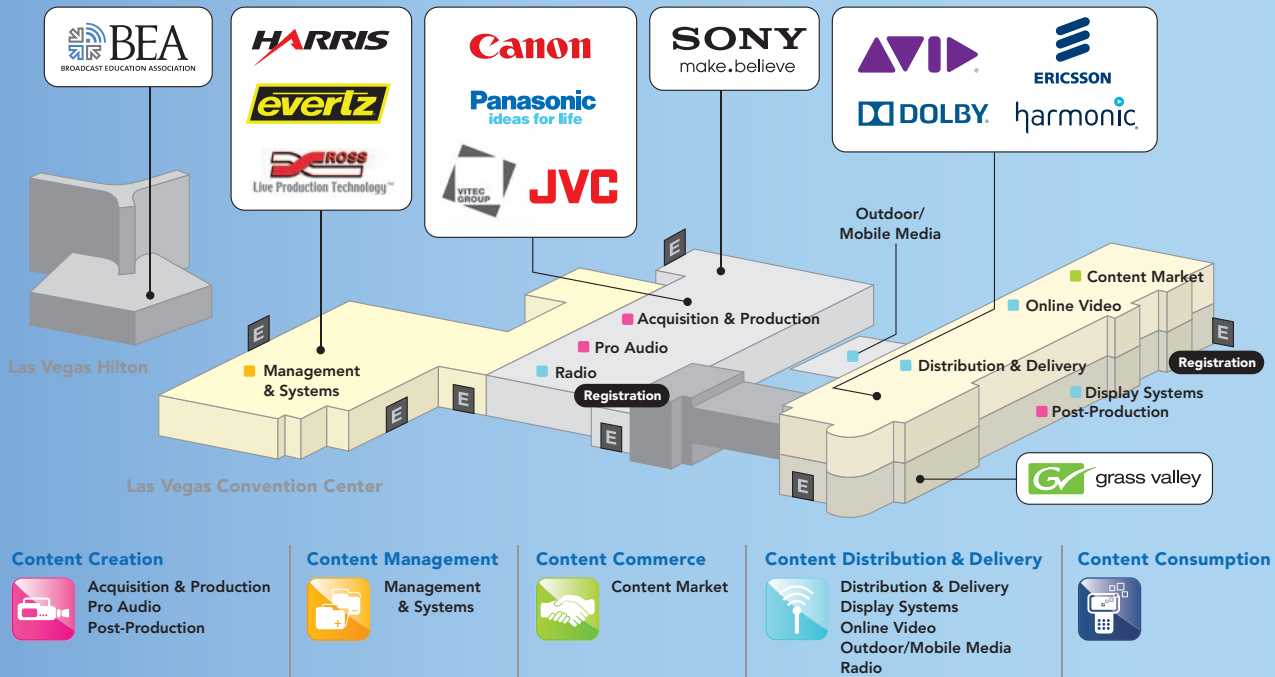 BEA
BROADCAST EDUCATION ASSOCIATION
HARRIS
evertz
ROSS
Live Production Technology™
Canon
Panasonic
ideas for life
VITEC
GROUP
JVC
SONY
make.believe
AVID
ERICSSON
DOLBY
harmonic
Outdoor/
Mobile Media
E
Content Market
Online Video
Acquisition & Production
E
E
Pro Audio
Registration
Las Vegas Hilton
Management
& Systems
Radio
Distribution & Delivery
Registration
Display Systems
E
E
Post-Production
E
Las Vegas Convention Center
E
GV grass valley
Content Creation
Acquisition & Production
Pro Audio
Post-Production
Content Management
Management
& Systems
Content Commerce
Content Market
Content Distribution & Delivery
Distribution & Delivery
Display Systems
Online Video
Outdoor/Mobile Media
Radio
Content Consumption